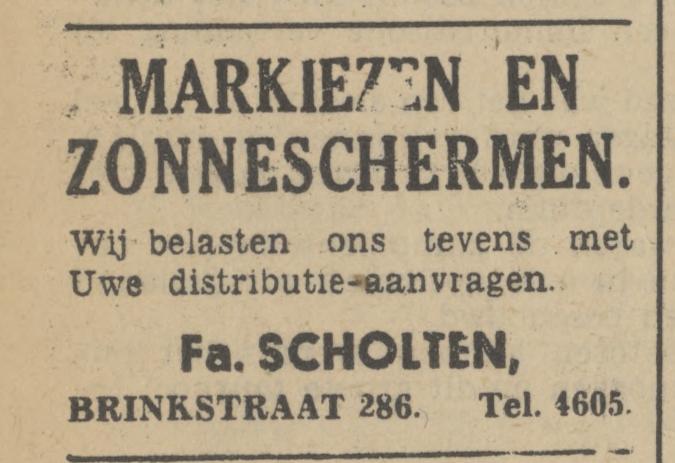 MARKIEZEN EN
ZONNESCHERMEN.
Wij belasten ons tevens met
Uwe distributie-aanvragen.
Fa. SCHOLTEN,
BRINKSTRAAT 286. Tel. 4605.